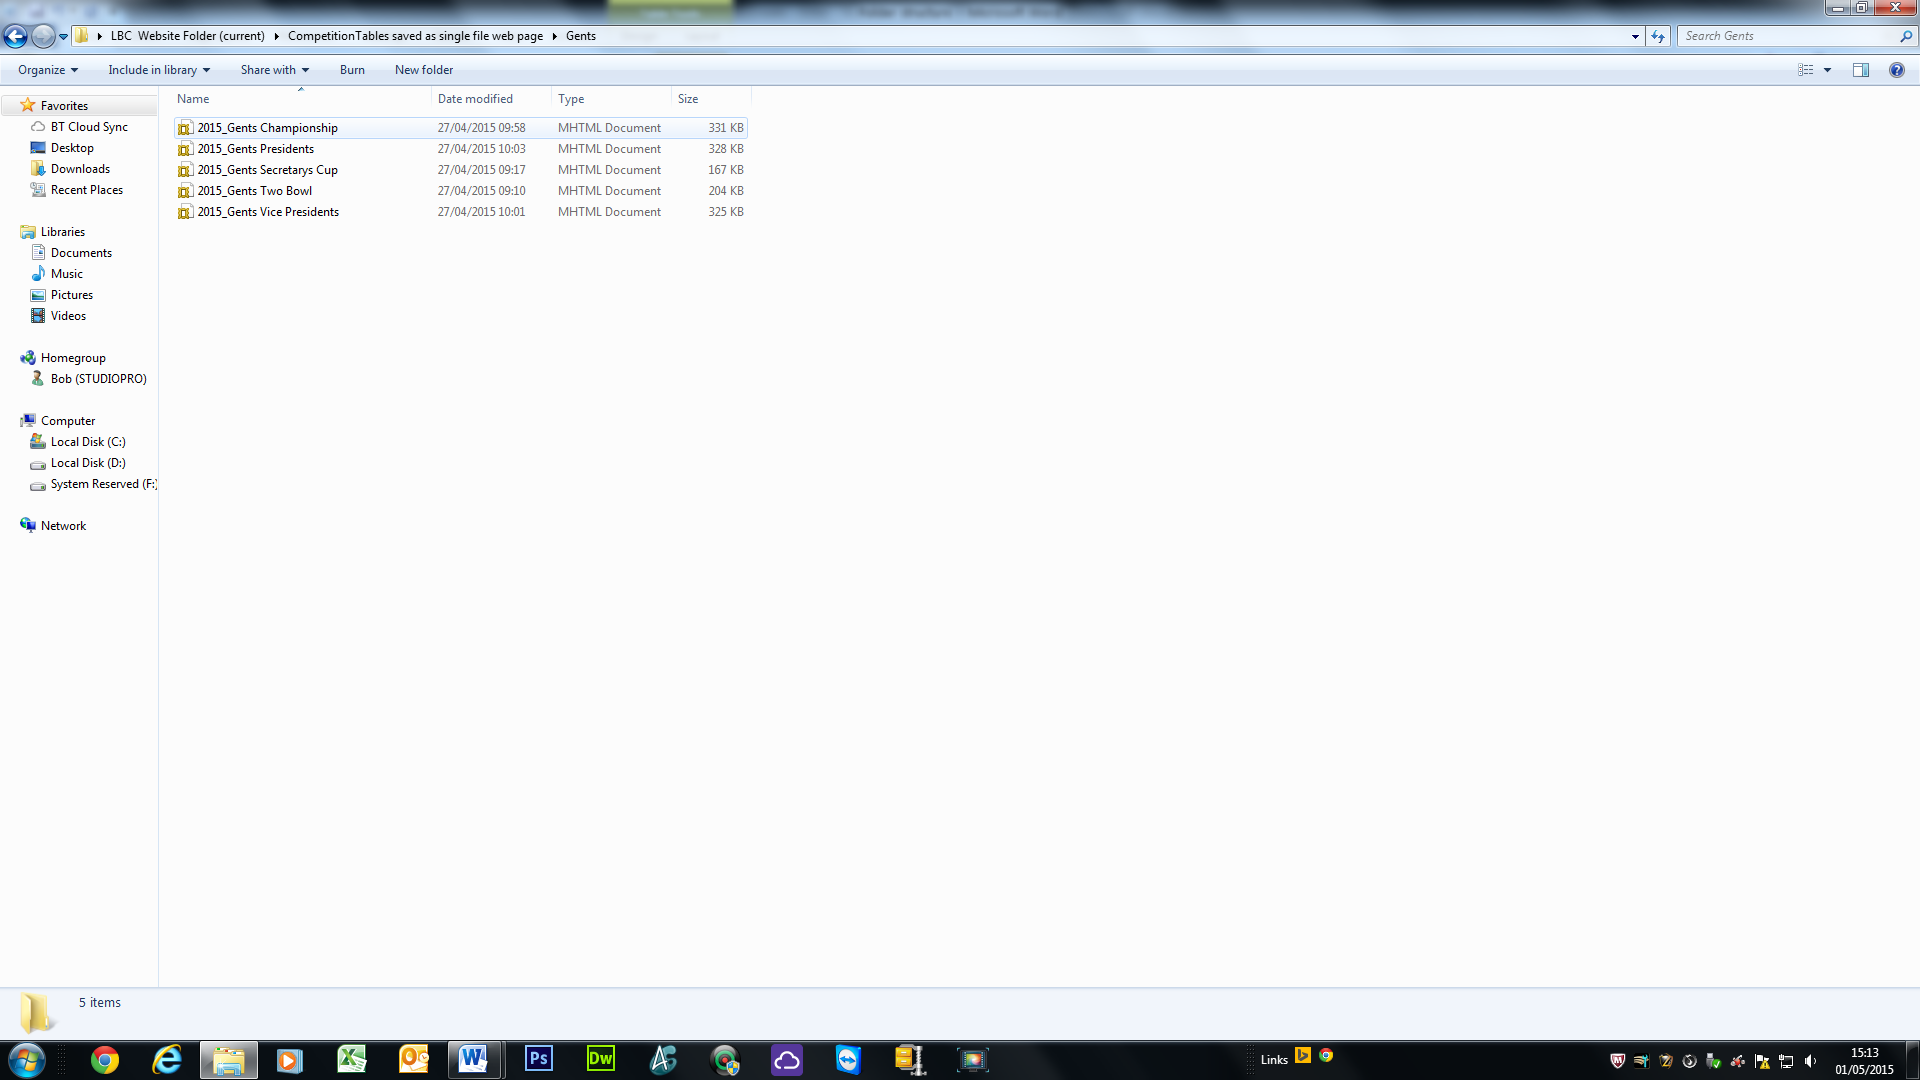 LBC  Website Folder (current) CompetitionTables saved as single file web page Gents Search Gents
Organize Include in library Share with Burn New folder
Name Date modified Type Size
Favorites
BT Cloud Sync
Desktop
Downloads
Recent Places
Libraries
Documents
Music
Pictures
Videos
Homegroup
Bob (STUDIOPRO)
Computer
Local Disk (C:)
Local Disk (D:)
System Reserved (F:)
Network
2015_Gents Championship 27/04/2015 09:58 MHTML Document 331 KB
2015_Gents Presidents 27/04/2015 10:03 MHTML Document 328 KB
2015_Gents Secretarys Cup 27/04/2015 09:17 MHTML Document 167 KB
2015_Gents Two Bowl 27/04/2015 09:10 MHTML Document 204 KB
2015_Gents Vice Presidents 27/04/2015 10:01 MHTML Document 325 KB
5 items
Ps Dw Links 15:13
01/05/2015